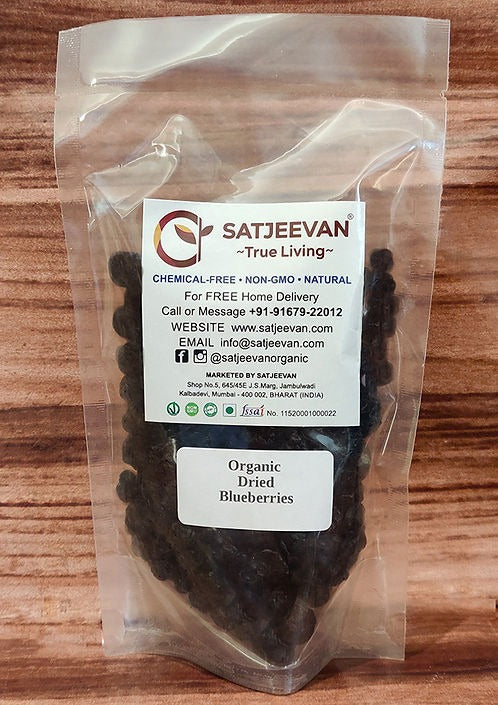 SATJEEVAN®
~True Living~
CHEMICAL-FREE • NON-GMO • NATURAL
For FREE Home Delivery
Call or Message +91-91679-22012
WEBSITE www.satjeevan.com
EMAIL info@satjeevan.com
@satjeevanorganic
MARKETED BY SATJEEVAN
Shop No.5, 645/45E J.S.Marg, Jambulwadi
Kalbadevi, Mumbai - 400 002, BHARAT (INDIA)
fssai No. 11520001000022
Organic
Dried
Blueberries